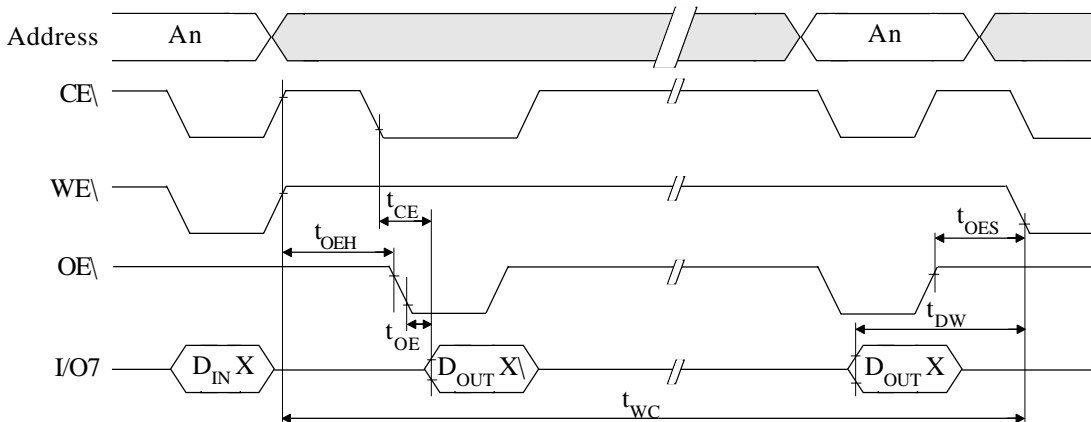 Address An An
CE\
WE\
tCE
tOEH tOES
OE\
tDW
tOE
I/O7 DIN X DOUT X\ DOUT X
tWC